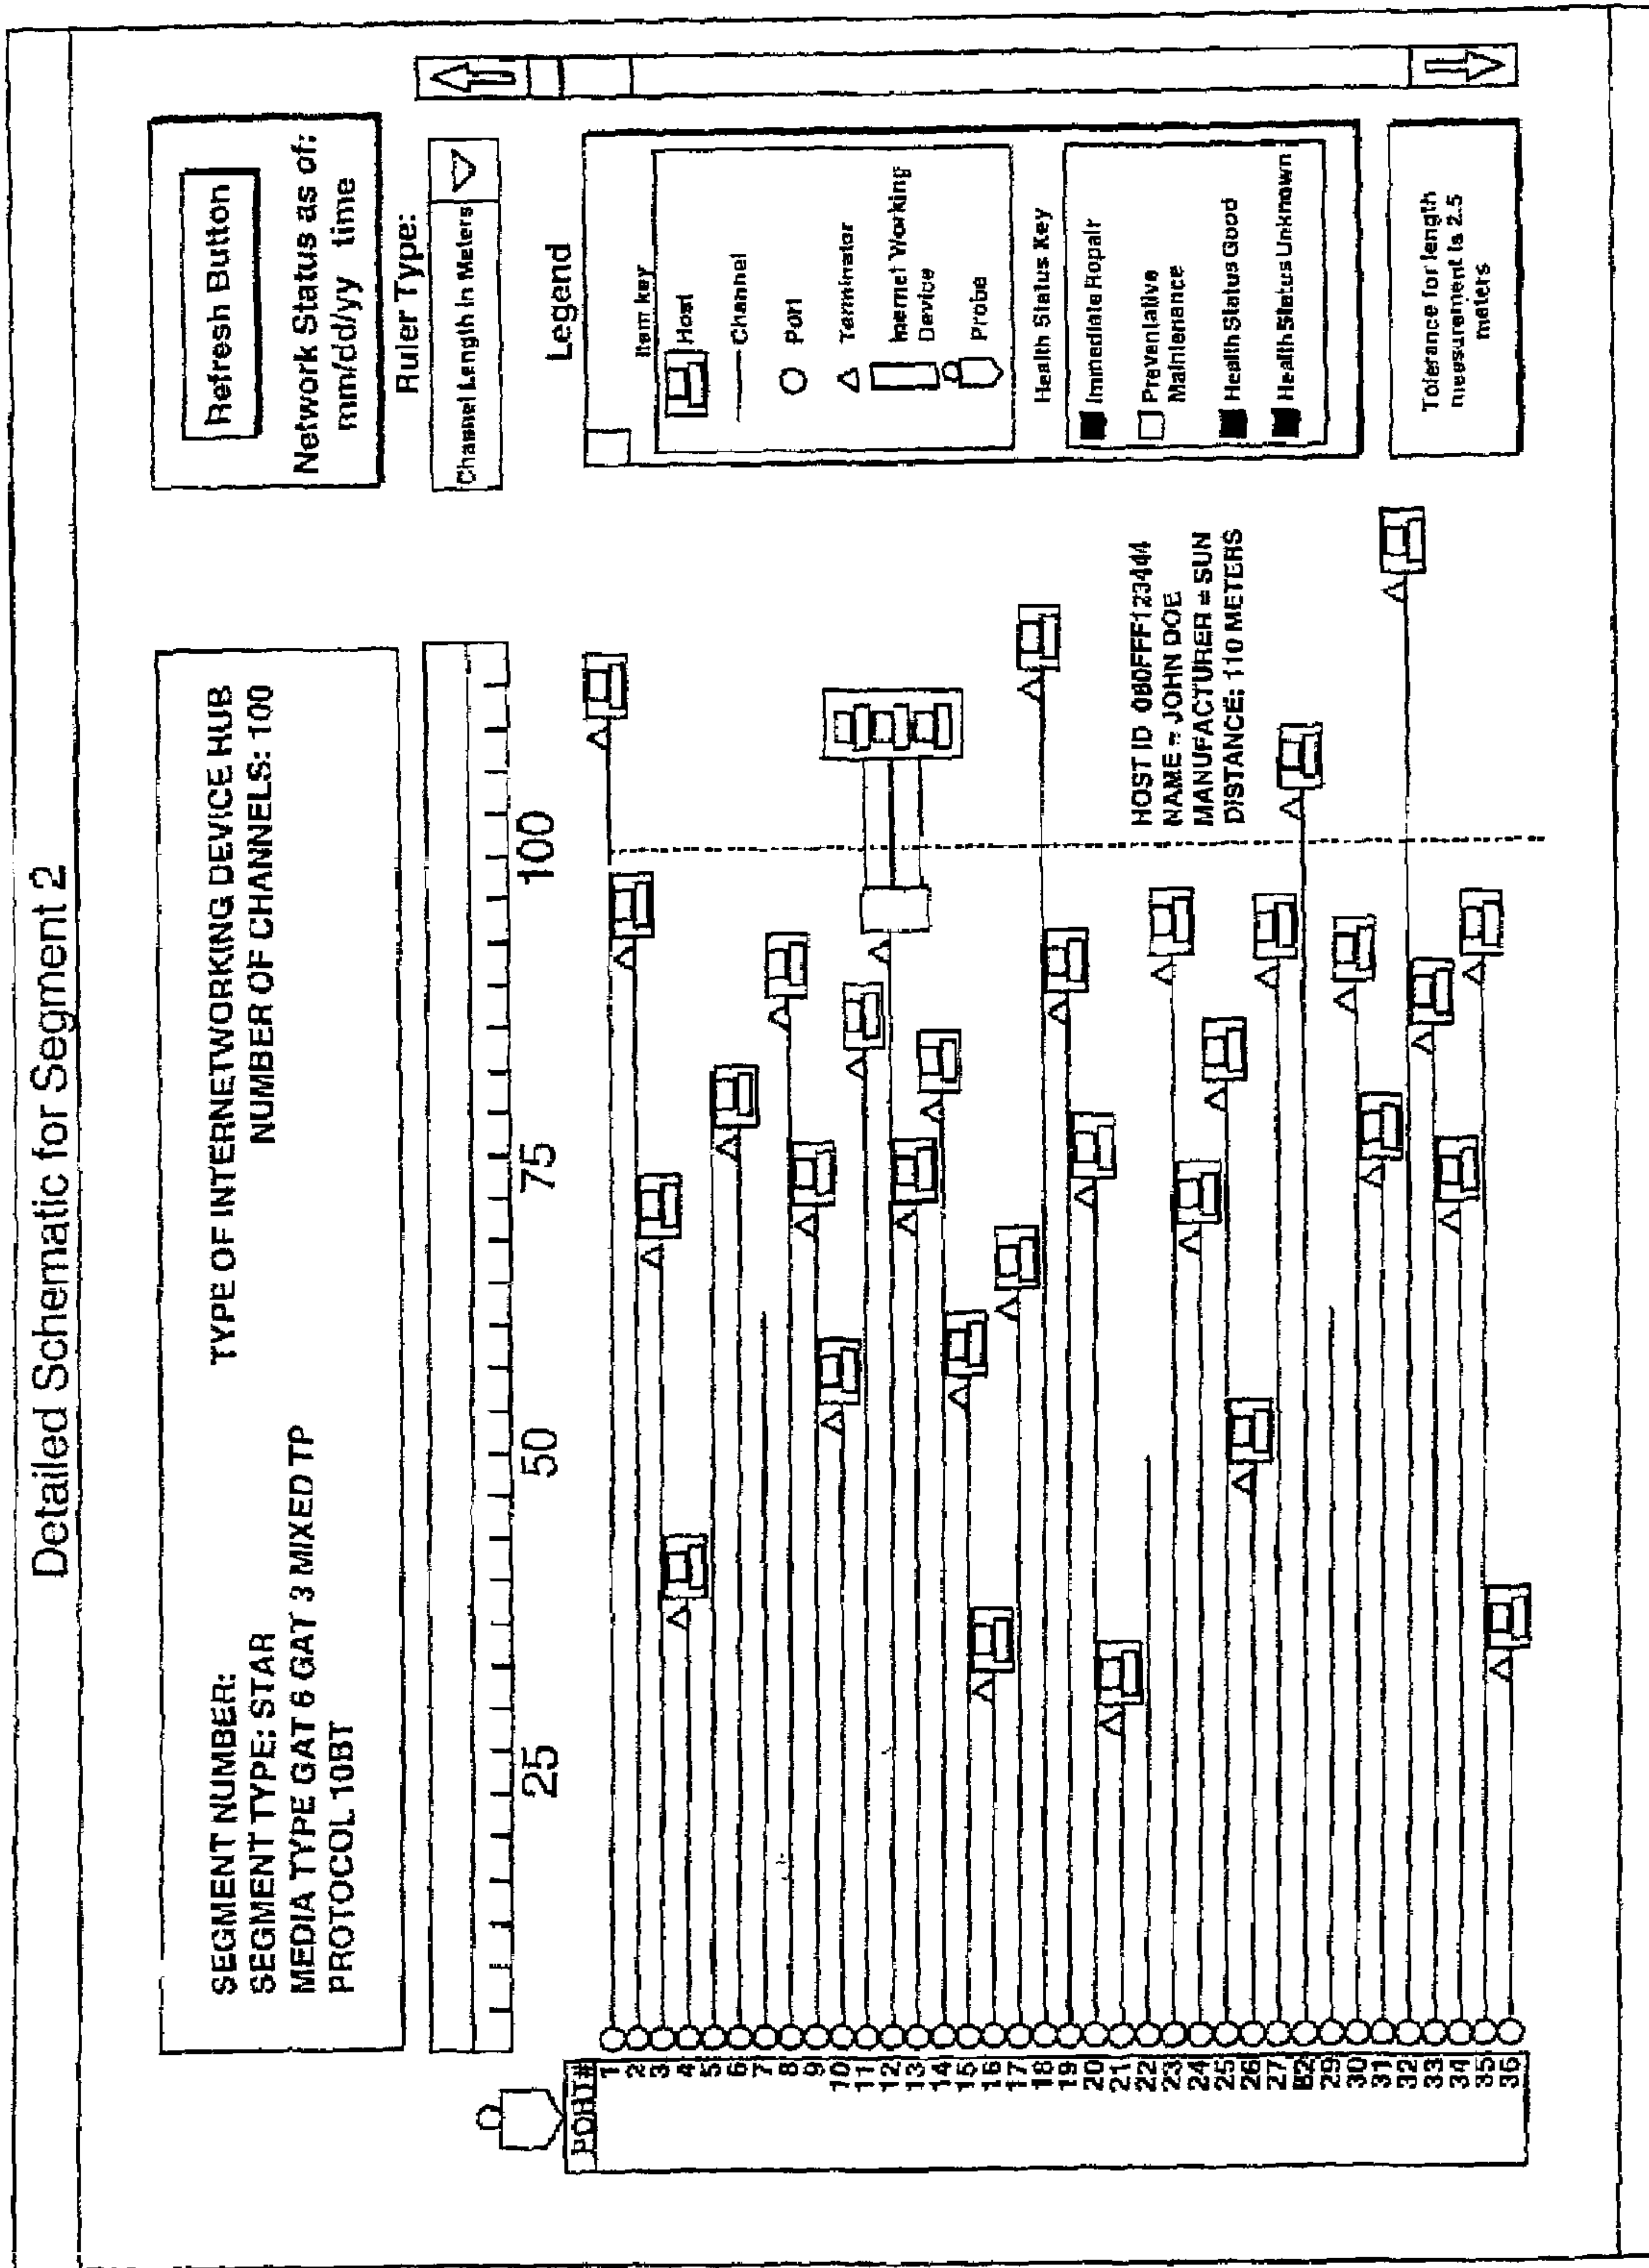 Detailed Schematic for Segment 2
SEGMENT NUMBER:
SEGMENT TYPE: STAR
MEDIA TYPE GAT 6 GAT 3 MIXED TP
PROTOCOL 10BT
TYPE OF INTERNETWORKING DEVICE HUB
NUMBER OF CHANNELS: 100
Refresh Button
Network Status as of:
mm/dd/yy time
Ruler Type:
Channel Length In Meters
25
50
75
100
PORT#
1
2
3
4
5
6
7
8
9
10
11
12
13
14
15
16
17
18
19
20
21
22
23
24
25
26
27
B2
29
30
31
32
33
34
35
36
HOST ID 080FFF123444
NAME = JOHN DOE
MANUFACTURER = SUN
DISTANCE: 110 METERS
Legend
Item key
Host
Channel
Port
Terminator
Inernet Working
Device
Probe
Health Status Key
Immediate Repair
Preventative
Maintenance
Health Status Good
Health Status Unknown
Tolerance for length
measurement is 2.5
meters